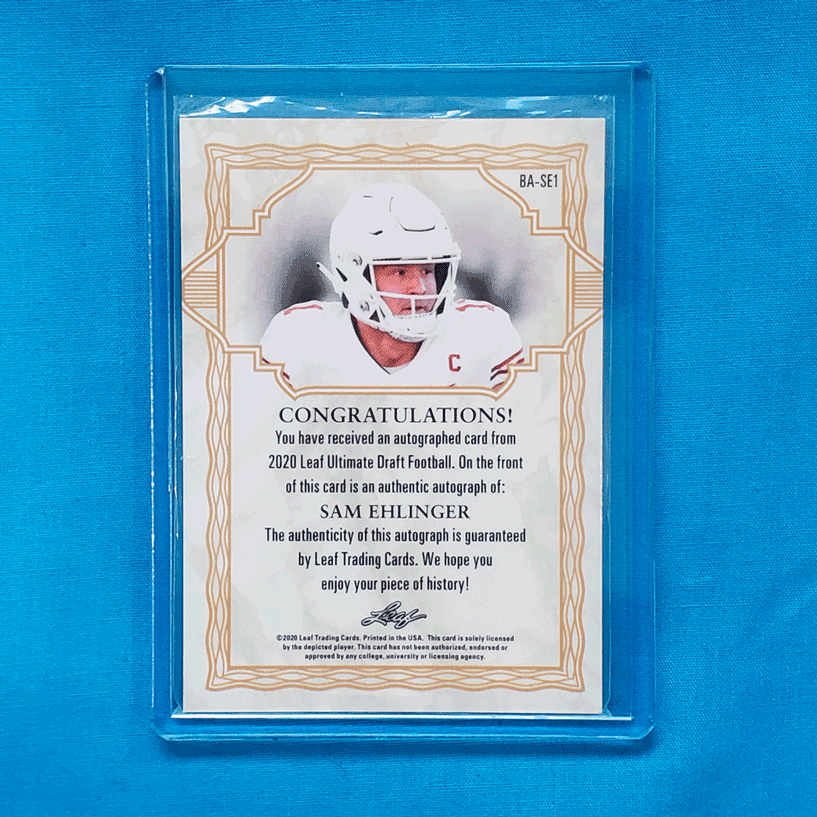 BA-SE1
C
CONGRATULATIONS!
You have received an autographed card from
2020 Leaf Ultimate Draft Football. On the front
of this card is an authentic autograph of:
SAM EHLINGER
The authenticity of this autograph is guaranteed
by Leaf Trading Cards. We hope you
enjoy your piece of history!
Leaf
©2020 Leaf Trading Cards. Printed in the USA. This card is solely licensed
by the depicted player. This card has not been authorized, endorsed or
approved by any college, university or licensing agency.